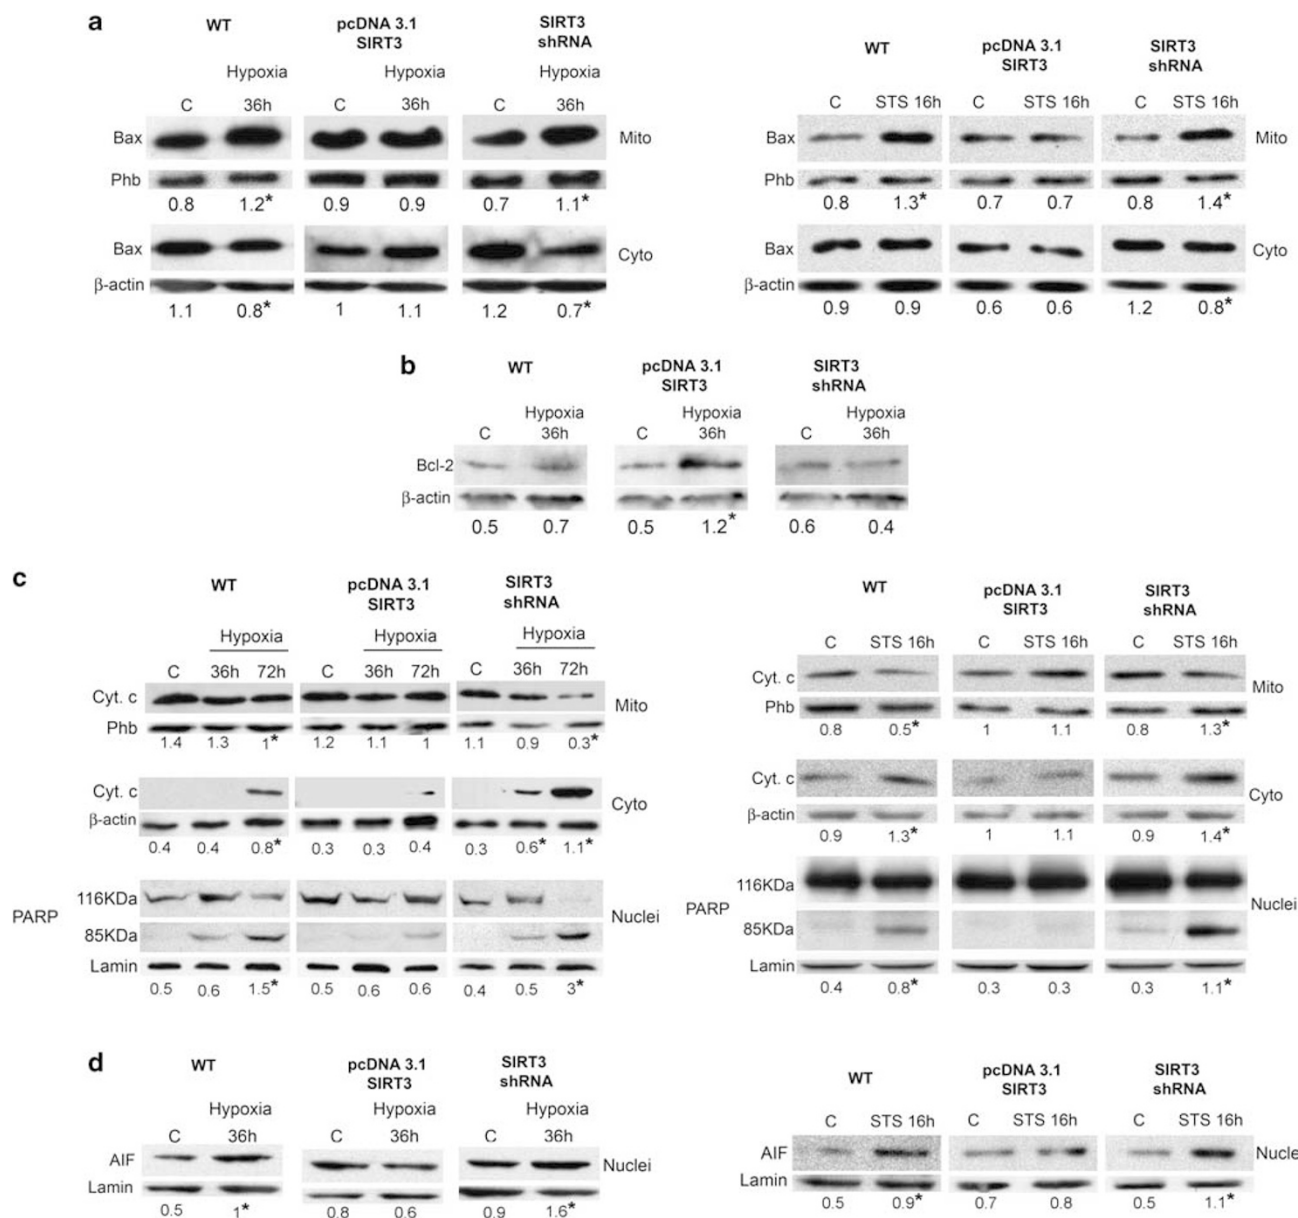 a
WT pcDNA 3.1 SIRT3 SIRT3 shRNA
Hypoxia Hypoxia Hypoxia
C 36h C 36h C 36h
Bax Mito
Phb
0.8 1.2* 0.9 0.9 0.7 1.1*
Bax Cyto
β-actin
1.1 0.8* 1 1.1 1.2 0.7*
WT pcDNA 3.1 SIRT3 SIRT3 shRNA
C STS 16h C STS 16h C STS 16h
Bax Mito
Phb
0.8 1.3* 0.7 0.7 0.8 1.4*
Bax Cyto
β-actin
0.9 0.9 0.6 0.6 1.2 0.8*
b
WT pcDNA 3.1 SIRT3 SIRT3 shRNA
Hypoxia Hypoxia Hypoxia
C 36h C 36h C 36h
Bcl-2
β-actin
0.5 0.7 0.5 1.2* 0.6 0.4
c
WT pcDNA 3.1 SIRT3 SIRT3 shRNA
Hypoxia Hypoxia Hypoxia
C 36h 72h C 36h 72h C 36h 72h
Cyt. c Mito
Phb
1.4 1.3 1* 1.2 1.1 1 1.1 0.9 0.3*
Cyt. c Cyto
β-actin
0.4 0.4 0.8* 0.3 0.3 0.4 0.3 0.6* 1.1*
PARP 116KDa Nuclei
85KDa
Lamin
0.5 0.6 1.5* 0.5 0.6 0.6 0.4 0.5 3*
WT pcDNA 3.1 SIRT3 SIRT3 shRNA
C STS 16h C STS 16h C STS 16h
Cyt. c Mito
Phb
0.8 0.5* 1 1.1 0.8 1.3*
Cyt. c Cyto
β-actin
0.9 1.3* 1 1.1 0.9 1.4*
PARP 116KDa Nuclei
85KDa
Lamin
0.4 0.8* 0.3 0.3 0.3 1.1*
d
WT pcDNA 3.1 SIRT3 SIRT3 shRNA
Hypoxia Hypoxia Hypoxia
C 36h C 36h C 36h
AIF Nuclei
Lamin
0.5 1* 0.8 0.6 0.9 1.6*
WT pcDNA 3.1 SIRT3 SIRT3 shRNA
C STS 16h C STS 16h C STS 16h
AIF Nuclei
Lamin
0.5 0.9* 0.7 0.8 0.5 1.1*